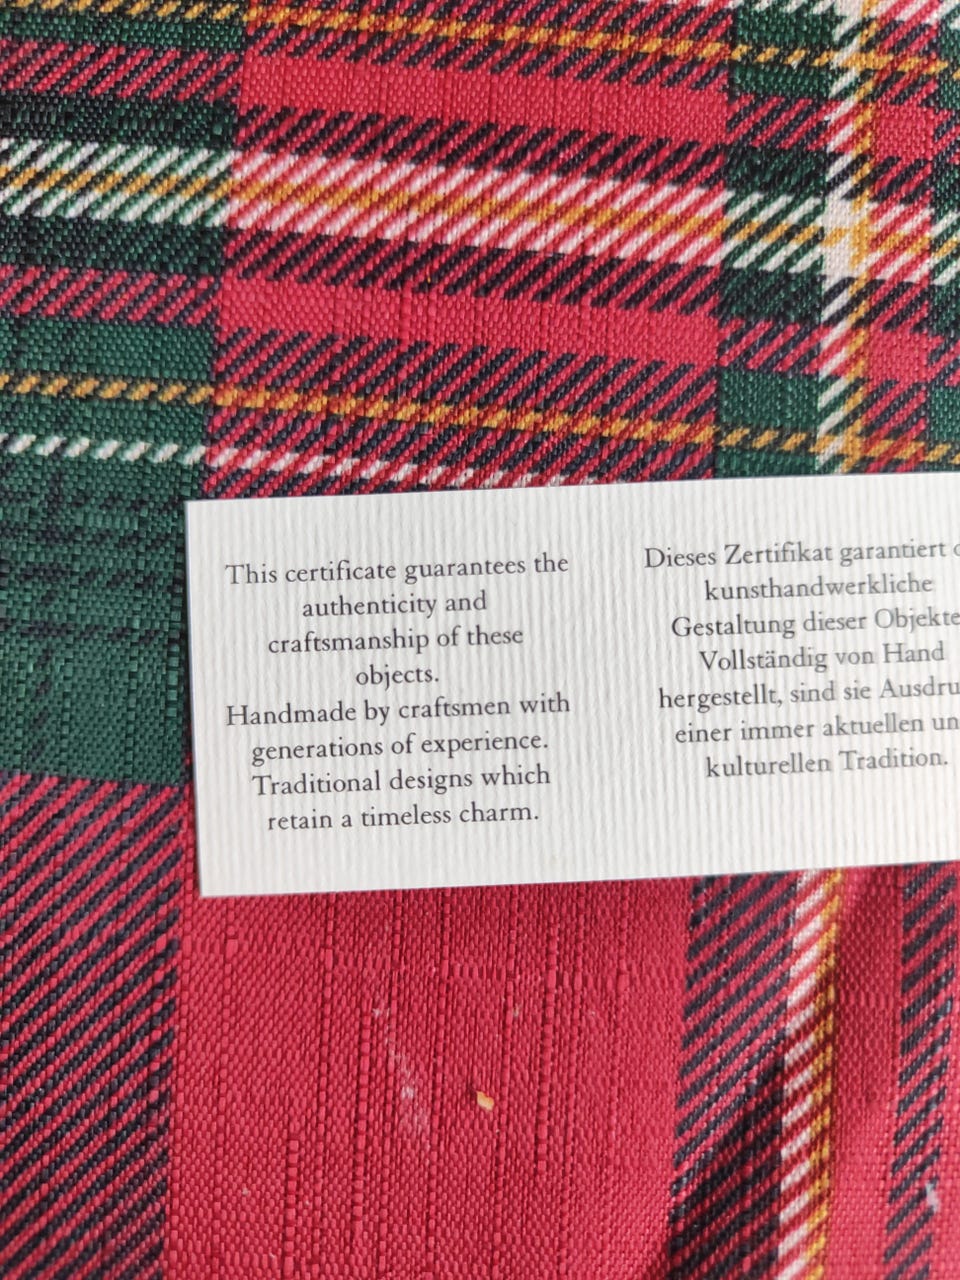 This certificate guarantees the
authenticity and
craftsmanship of these
objects.
Handmade by craftsmen with
generations of experience.
Traditional designs which
retain a timeless charm.
Dieses Zertifikat garantiert
kunsthandwerkliche
Gestaltung dieser Objekte
Vollständig von Hand
hergestellt, sind sie
einer immer aktuellen
kulturellen Tradition.